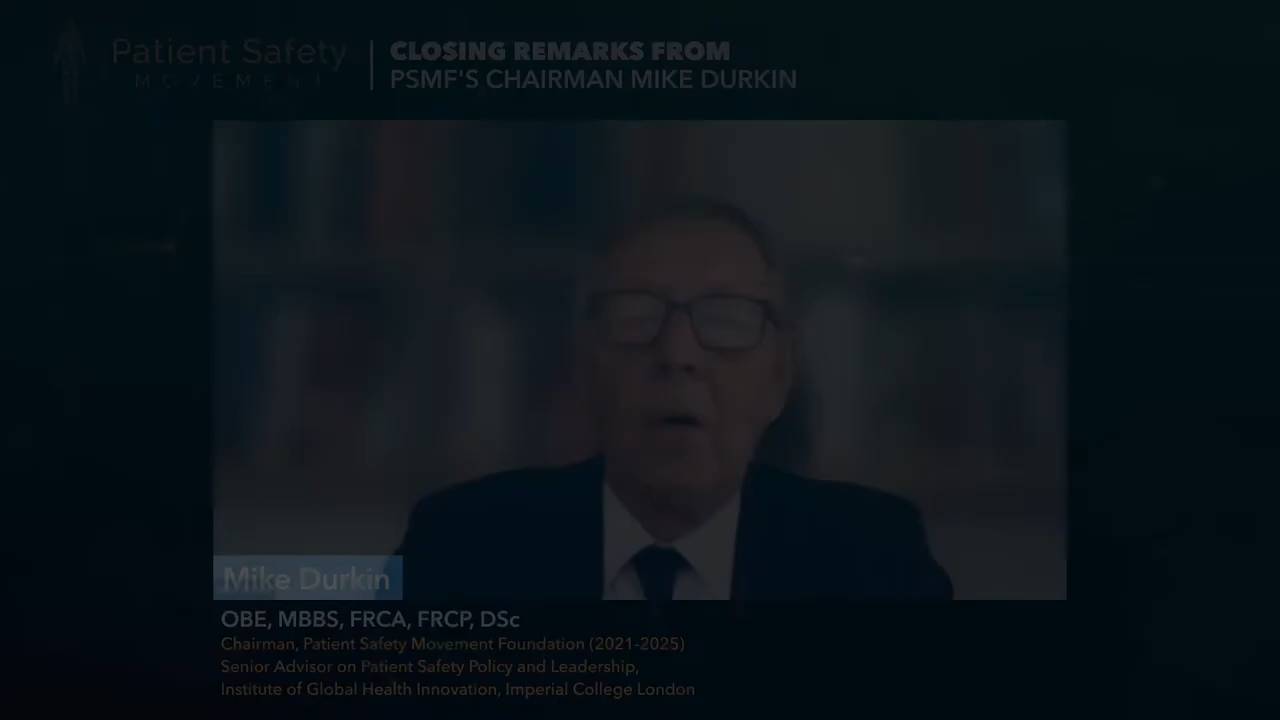 Patient Safety
MOVEMENT
CLOSING REMARKS FROM
PSMF'S CHAIRMAN MIKE DURKIN
Mike Durkin
OBE, MBBS, FRCA, FRCP, DSc
Chairman, Patient Safety Movement Foundation (2021-2025)
Senior Advisor on Patient Safety Policy and Leadership,
Institute of Global Health Innovation, Imperial College London